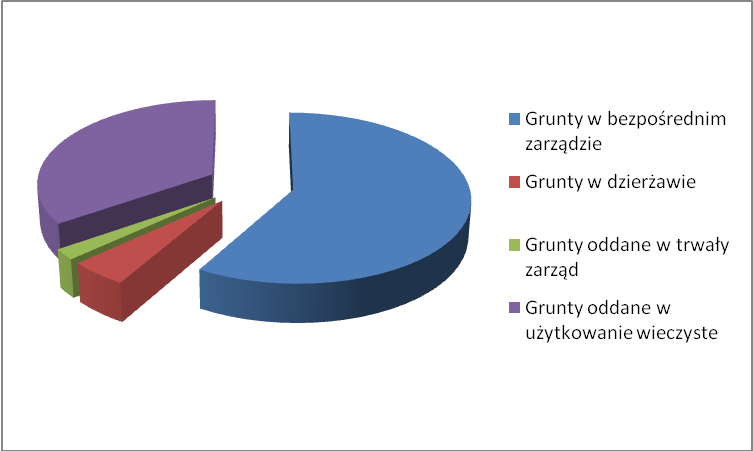 Grunty w bezpośrednim
zarządzie
Grunty w dzierżawie
Grunty oddane w trwały
zarząd
Grunty oddane w
użytkowanie wieczyste